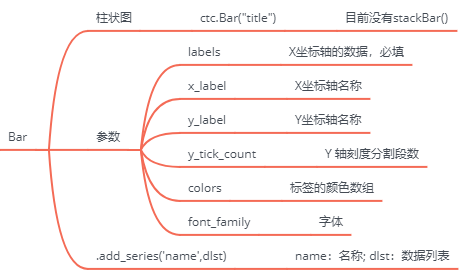 Bar
柱状图 ctc.Bar("title") 目前没有stackBar()
参数
labels X坐标轴的数据，必填
x_label X坐标轴名称
y_label Y坐标轴名称
y_tick_count Y 轴刻度分割段数
colors 标签的颜色数组
font_family 字体
.add_series('name',dlst) name：名称; dlst：数据列表